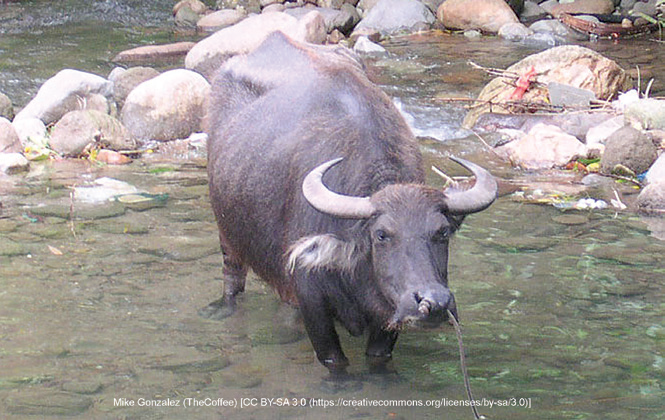 Mike Gonzalez (TheCoffee) [CC BY-SA 3.0 (https://creativecommons.org/licenses/by-sa/3.0)]